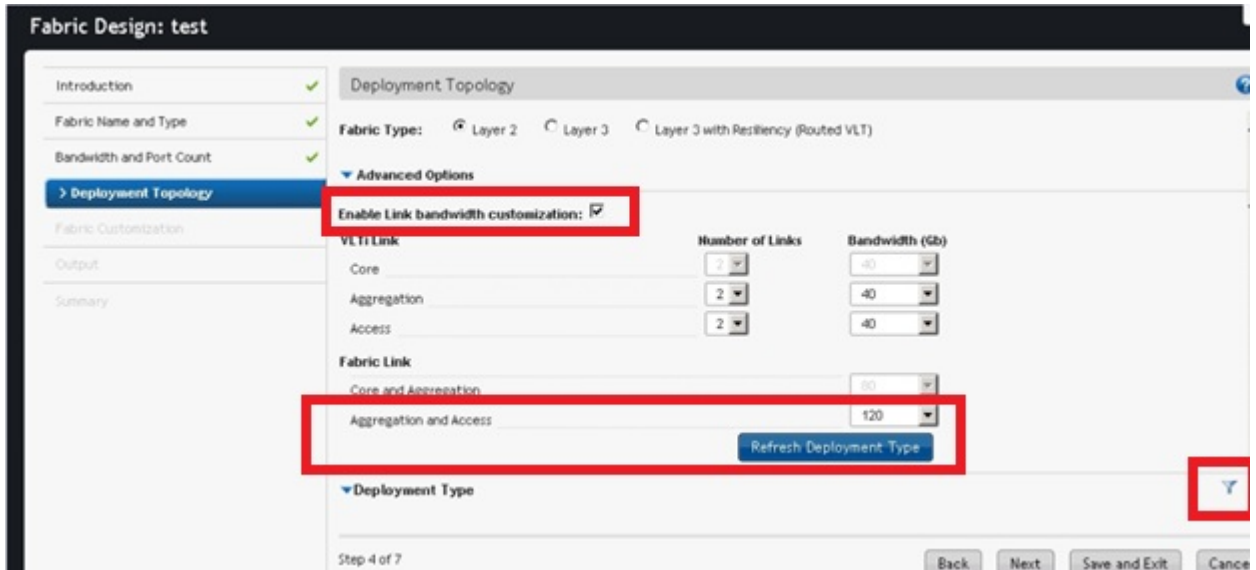 Fabric Design: test
Introduction
Fabric Name and Type
Bandwidth and Port Count
> Deployment Topology
Fabric Customization
Output
Summary
Deployment Topology
Fabric Type: Layer 2 Layer 3 Layer 3 with Resiliency (Routed VLT)
Advanced Options
Enable Link bandwidth customization:
VLTi Link Number of Links Bandwidth (Gb)
Core 2 40
Aggregation 2 40
Access 2 40
Fabric Link
Core and Aggregation 80
Aggregation and Access 120
Refresh Deployment Type
Deployment Type
Step 4 of 7
Back Next Save and Exit Cance